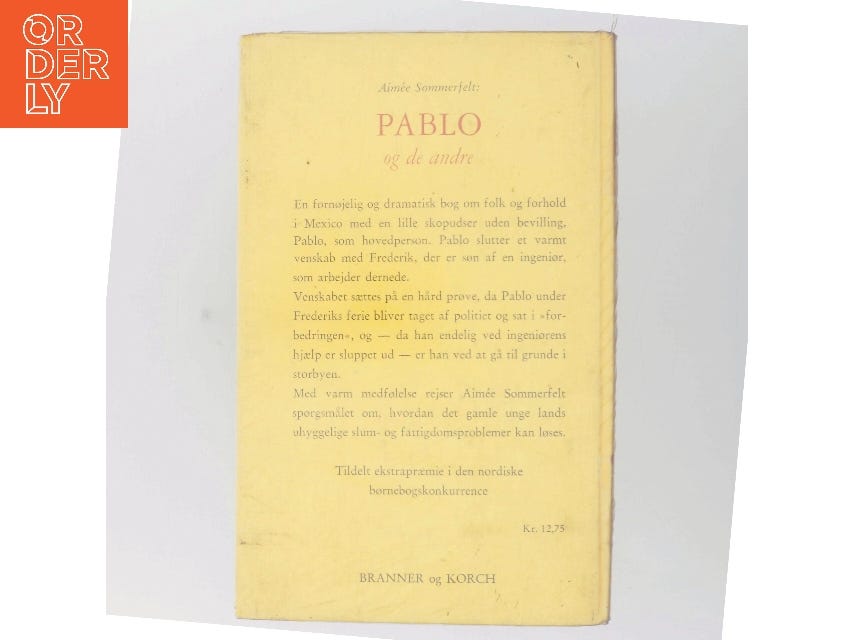 ORDERLY
Aimée Sommerfelt:
PABLO
og de andre
En fornøjelig og dramatisk bog om folk og forhold
i Mexico med en lille skopudser uden bevilling,
Pablo, som hovedperson. Pablo slutter et varmt
venskab med Frederik, der er søn af en ingeniør,
som arbejder dernede.
Venskabet sættes på en hård prøve, da Pablo under
Frederiks ferie bliver taget af politiet og sat i »for-
bedringen«, og — da han endelig ved ingeniørens
hjælp er sluppet ud — er han ved at gå til grunde i
storbyen.
Med varm medfølelse rejser Aimée Sommerfelt
spørgsmålet om, hvordan det gamle unge lands
uhyggelige slum- og fattigdomsproblemer kan løses.
Tildelt ekstrapræmie i den nordiske
børnebogskonkurrence
Kr. 12,75
BRANNER og KORCH